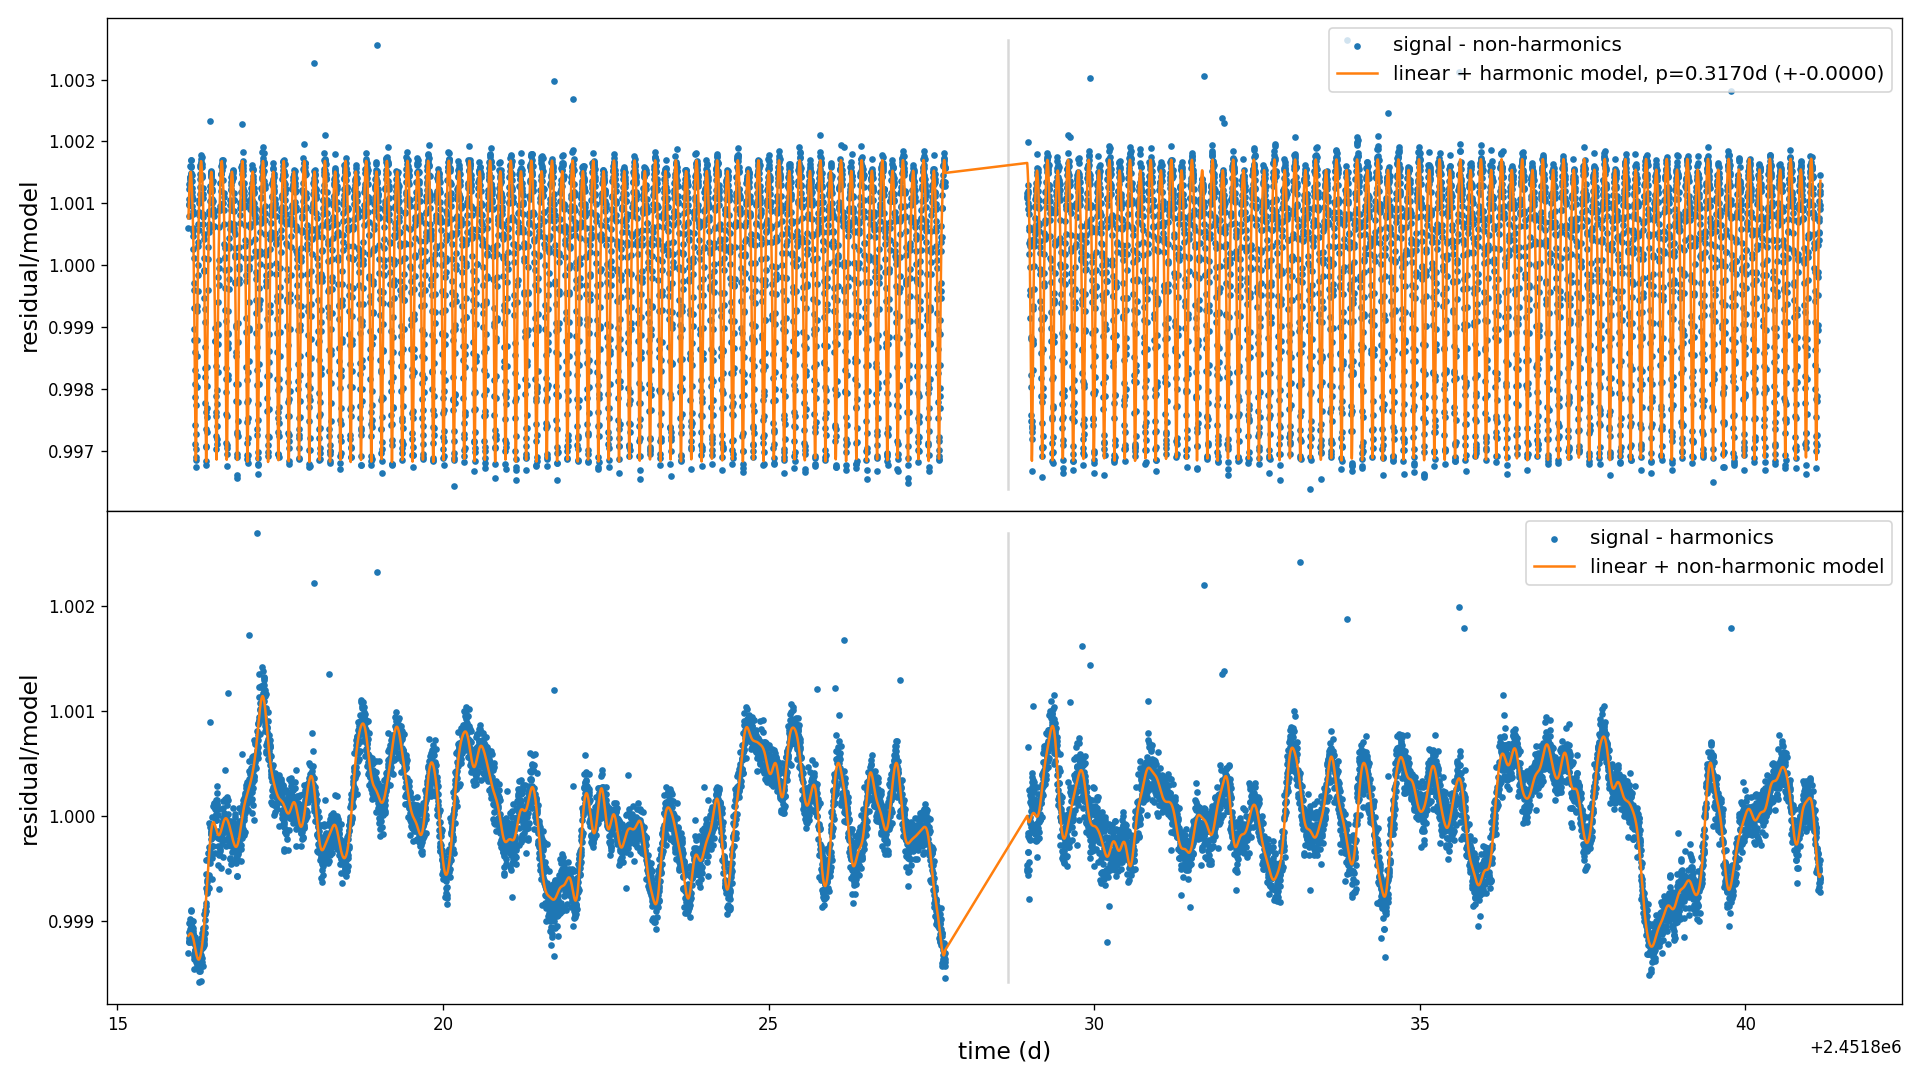 signal - non-harmonics
linear + harmonic model, p=0.3170d (+-0.0000)
1.003
1.002
1.001
1.000
0.999
0.998
0.997
residual/model
signal - harmonics
linear + non-harmonic model
1.002
1.001
1.000
0.999
residual/model
15 20 25 30 35 40
time (d)
+2.4518e6